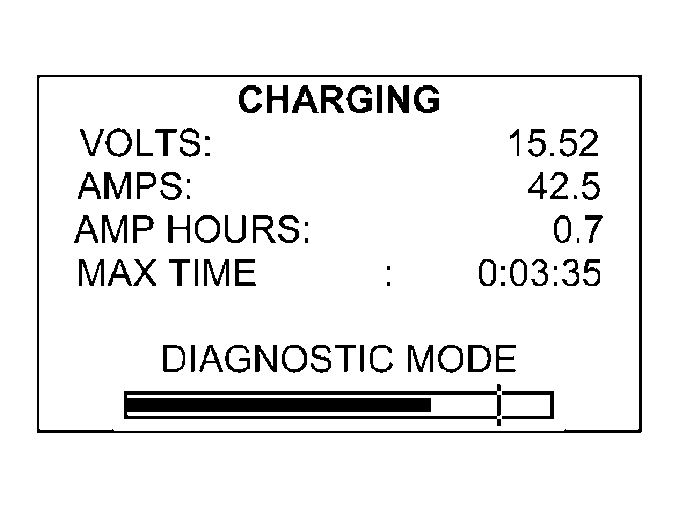 CHARGING
VOLTS: 15.52
AMPS: 42.5
AMP HOURS: 0.7
MAX TIME : 0:03:35
DIAGNOSTIC MODE